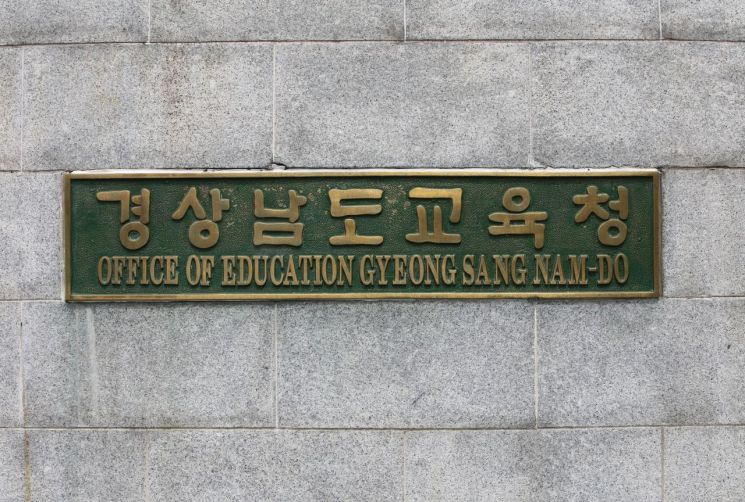 경상남도교육청
OFFICE OF EDUCATION GYEONG SANG NAM-DO